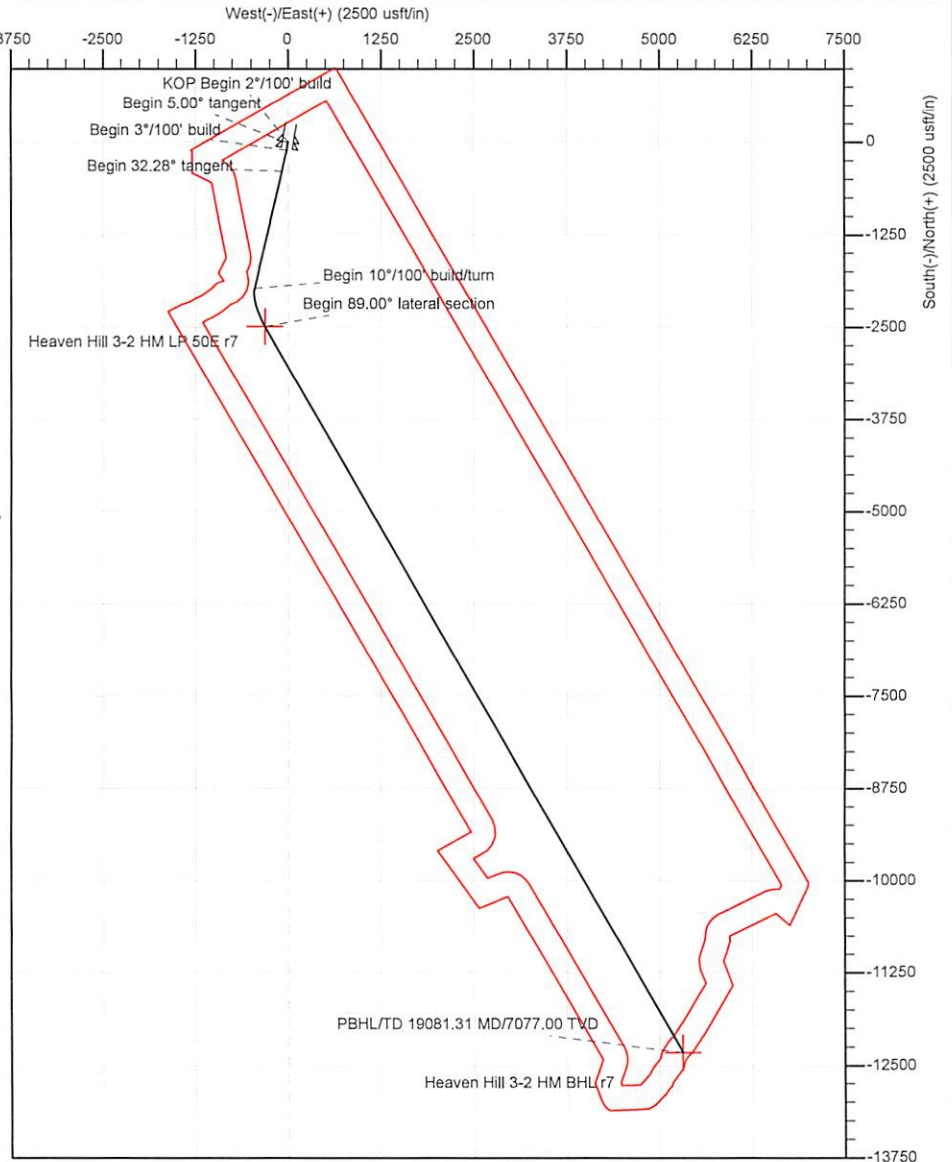 West(-)/East(+) (2500 usft/in)
-2500 -1250 0 1250 2500 3750 5000 6250 7500
KOP Begin 2°/100' build
Begin 5.00° tangent
Begin 3°/100' build
Begin 32.28° tangent
Begin 10°/100' build/turn
Begin 89.00° lateral section
Heaven Hill 3-2 HM LP 50E r7
PBHL/TD 19081.31 MD/7077.00 TVD
Heaven Hill 3-2 HM BHL r7
South(-)/North(+) (2500 usft/in)
0
-1250
-2500
-3750
-5000
-6250
-7500
-8750
-10000
-11250
-12500
-13750